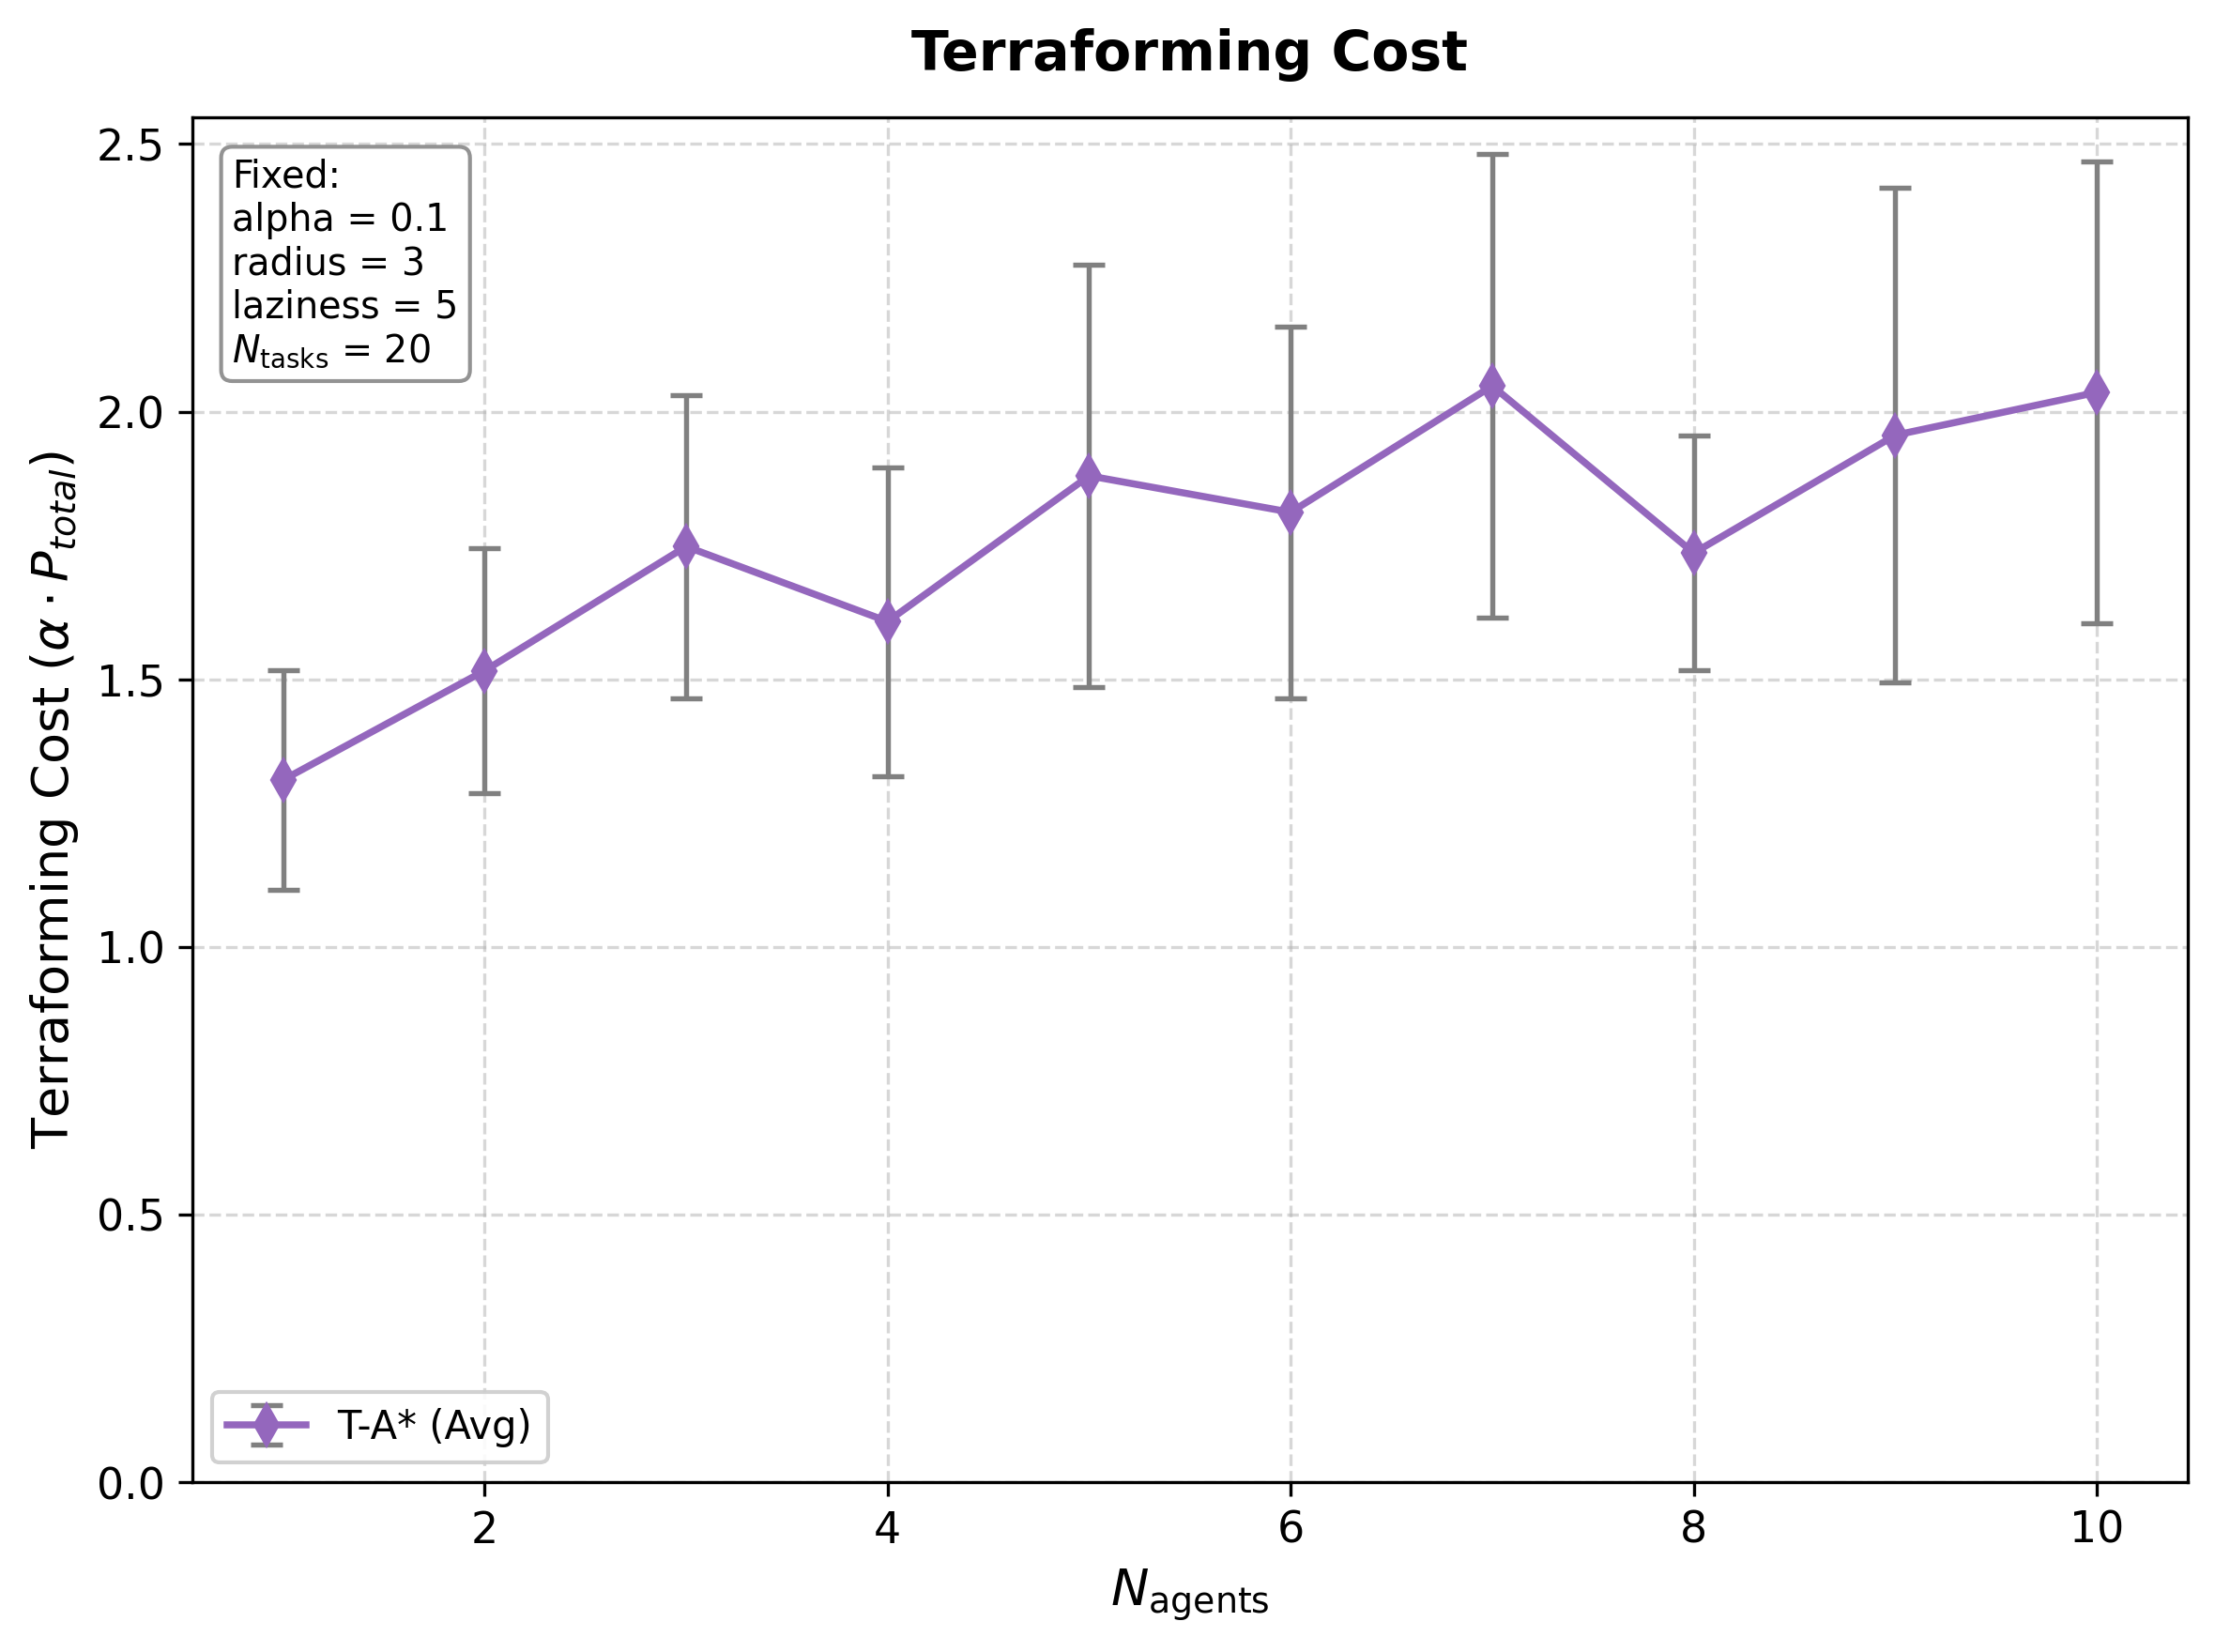 Terraforming Cost
Terraforming Cost (α · P_total)
2.5
2.0
1.5
1.0
0.5
0.0
Fixed:
alpha = 0.1
radius = 3
laziness = 5
N_tasks = 20
T-A* (Avg)
2 4 6 8 10
N_agents